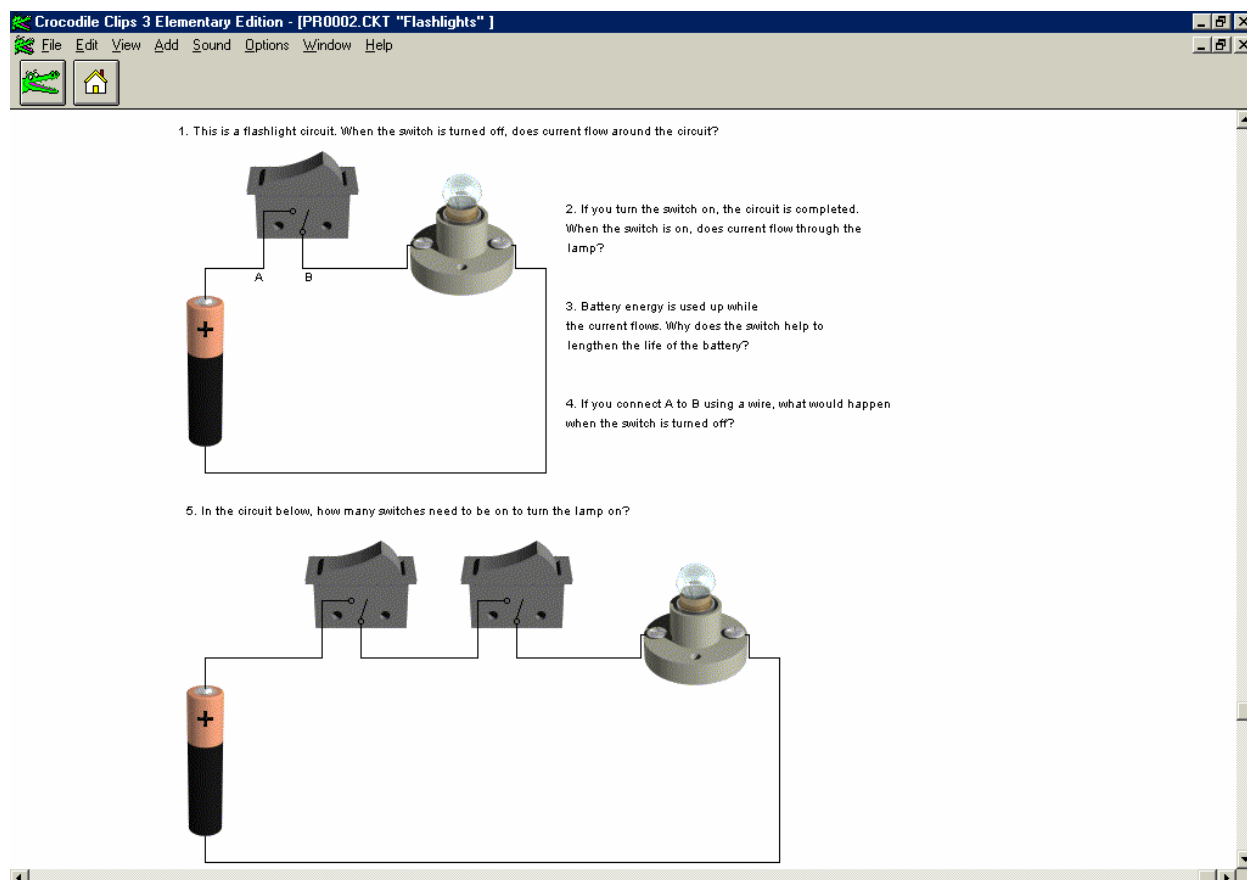 Crocodile Clips 3 Elementary Edition - [PR0002.CKT "Flashlights" ]
File Edit View Add Sound Options Window Help
1. This is a flashlight circuit. When the switch is turned off, does current flow around the circuit?
2. If you turn the switch on, the circuit is completed.
When the switch is on, does current flow through the
lamp?
A B
3. Battery energy is used up while
the current flows. Why does the switch help to
lengthen the life of the battery?
+
4. If you connect A to B using a wire, what would happen
when the switch is turned off?
5. In the circuit below, how many switches need to be on to turn the lamp on?
+